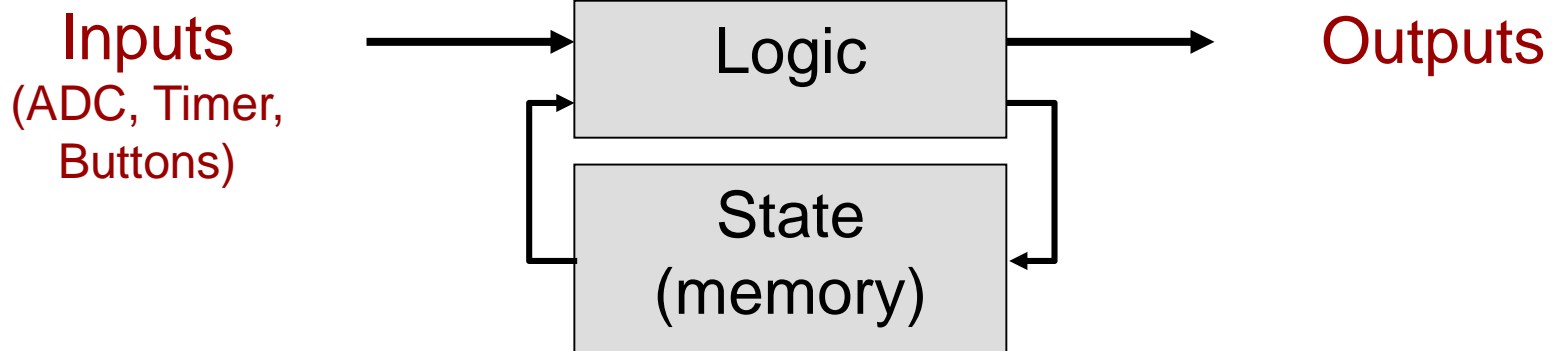 Inputs
(ADC, Timer,
Buttons)
Logic
Outputs
State
(memory)